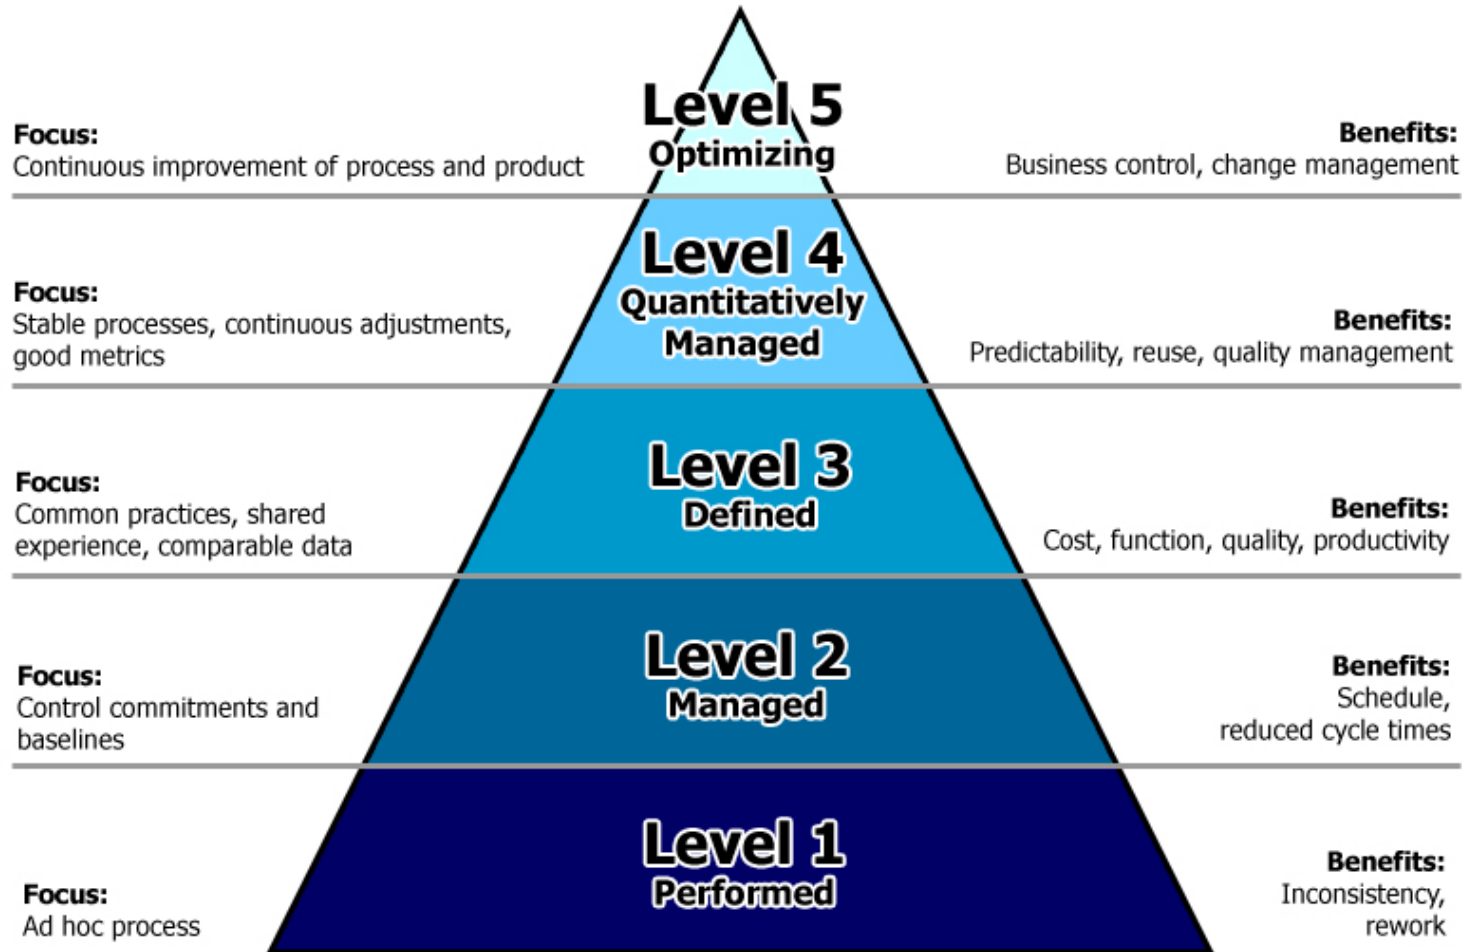 Level 5
Optimizing
Focus:
Continuous improvement of process and product
Benefits:
Business control, change management
Level 4
Quantitatively
Managed
Focus:
Stable processes, continuous adjustments,
good metrics
Benefits:
Predictability, reuse, quality management
Level 3
Defined
Focus:
Common practices, shared
experience, comparable data
Benefits:
Cost, function, quality, productivity
Level 2
Managed
Focus:
Control commitments and
baselines
Benefits:
Schedule,
reduced cycle times
Level 1
Performed
Focus:
Ad hoc process
Benefits:
Inconsistency,
rework